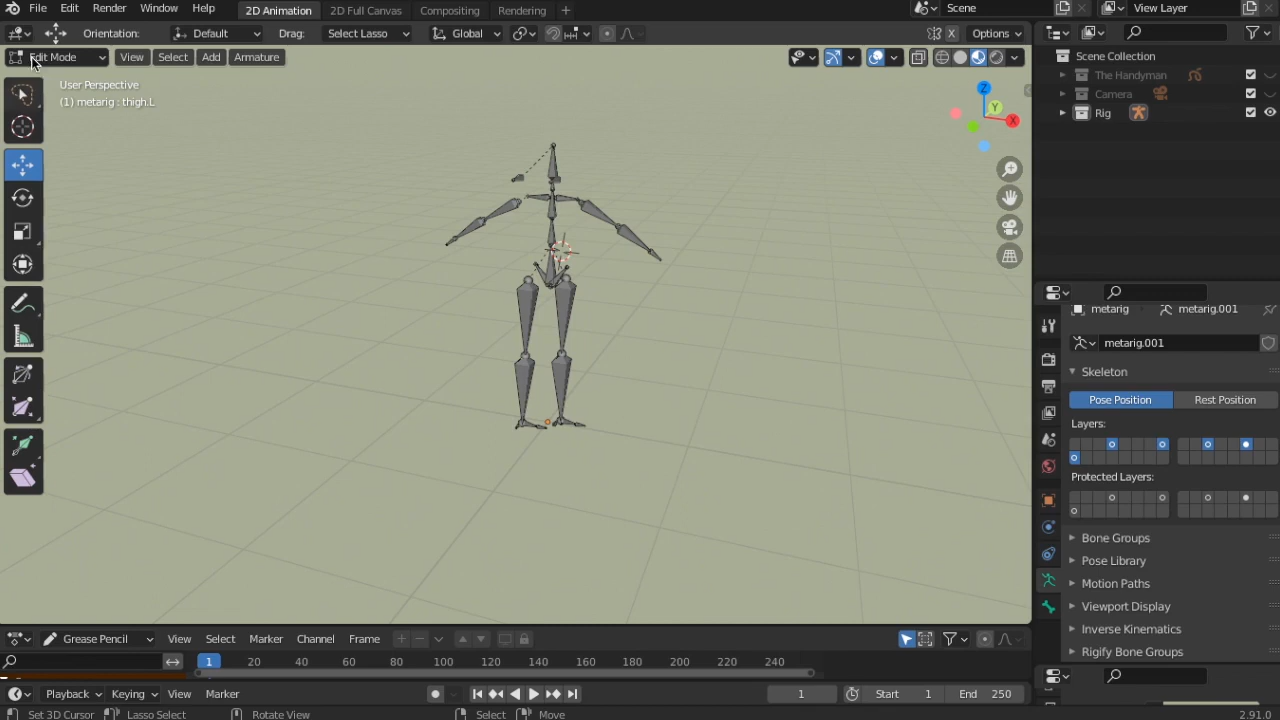 File Edit Render Window Help 2D Animation 2D Full Canvas Compositing Rendering + Scene View Layer
Orientation: Default Drag: Select Lasso Global X Options
Edit Mode View Select Add Armature
User Perspective
(1) metarig : thigh.L
Z
Y
X
Scene Collection
The Handyman
Camera
Rig
metarig metarig.001
metarig.001
Skeleton
Pose Position Rest Position
Layers:
Protected Layers:
Bone Groups
Pose Library
Motion Paths
Viewport Display
Inverse Kinematics
Rigify Bone Groups
Grease Pencil View Select Marker Channel Frame
1 20 40 60 80 100 120 140 160 180 200 220 240
Playback Keying View Marker 1 Start 1 End 250
Set 3D Cursor Lasso Select Rotate View Select Move 2.91.0